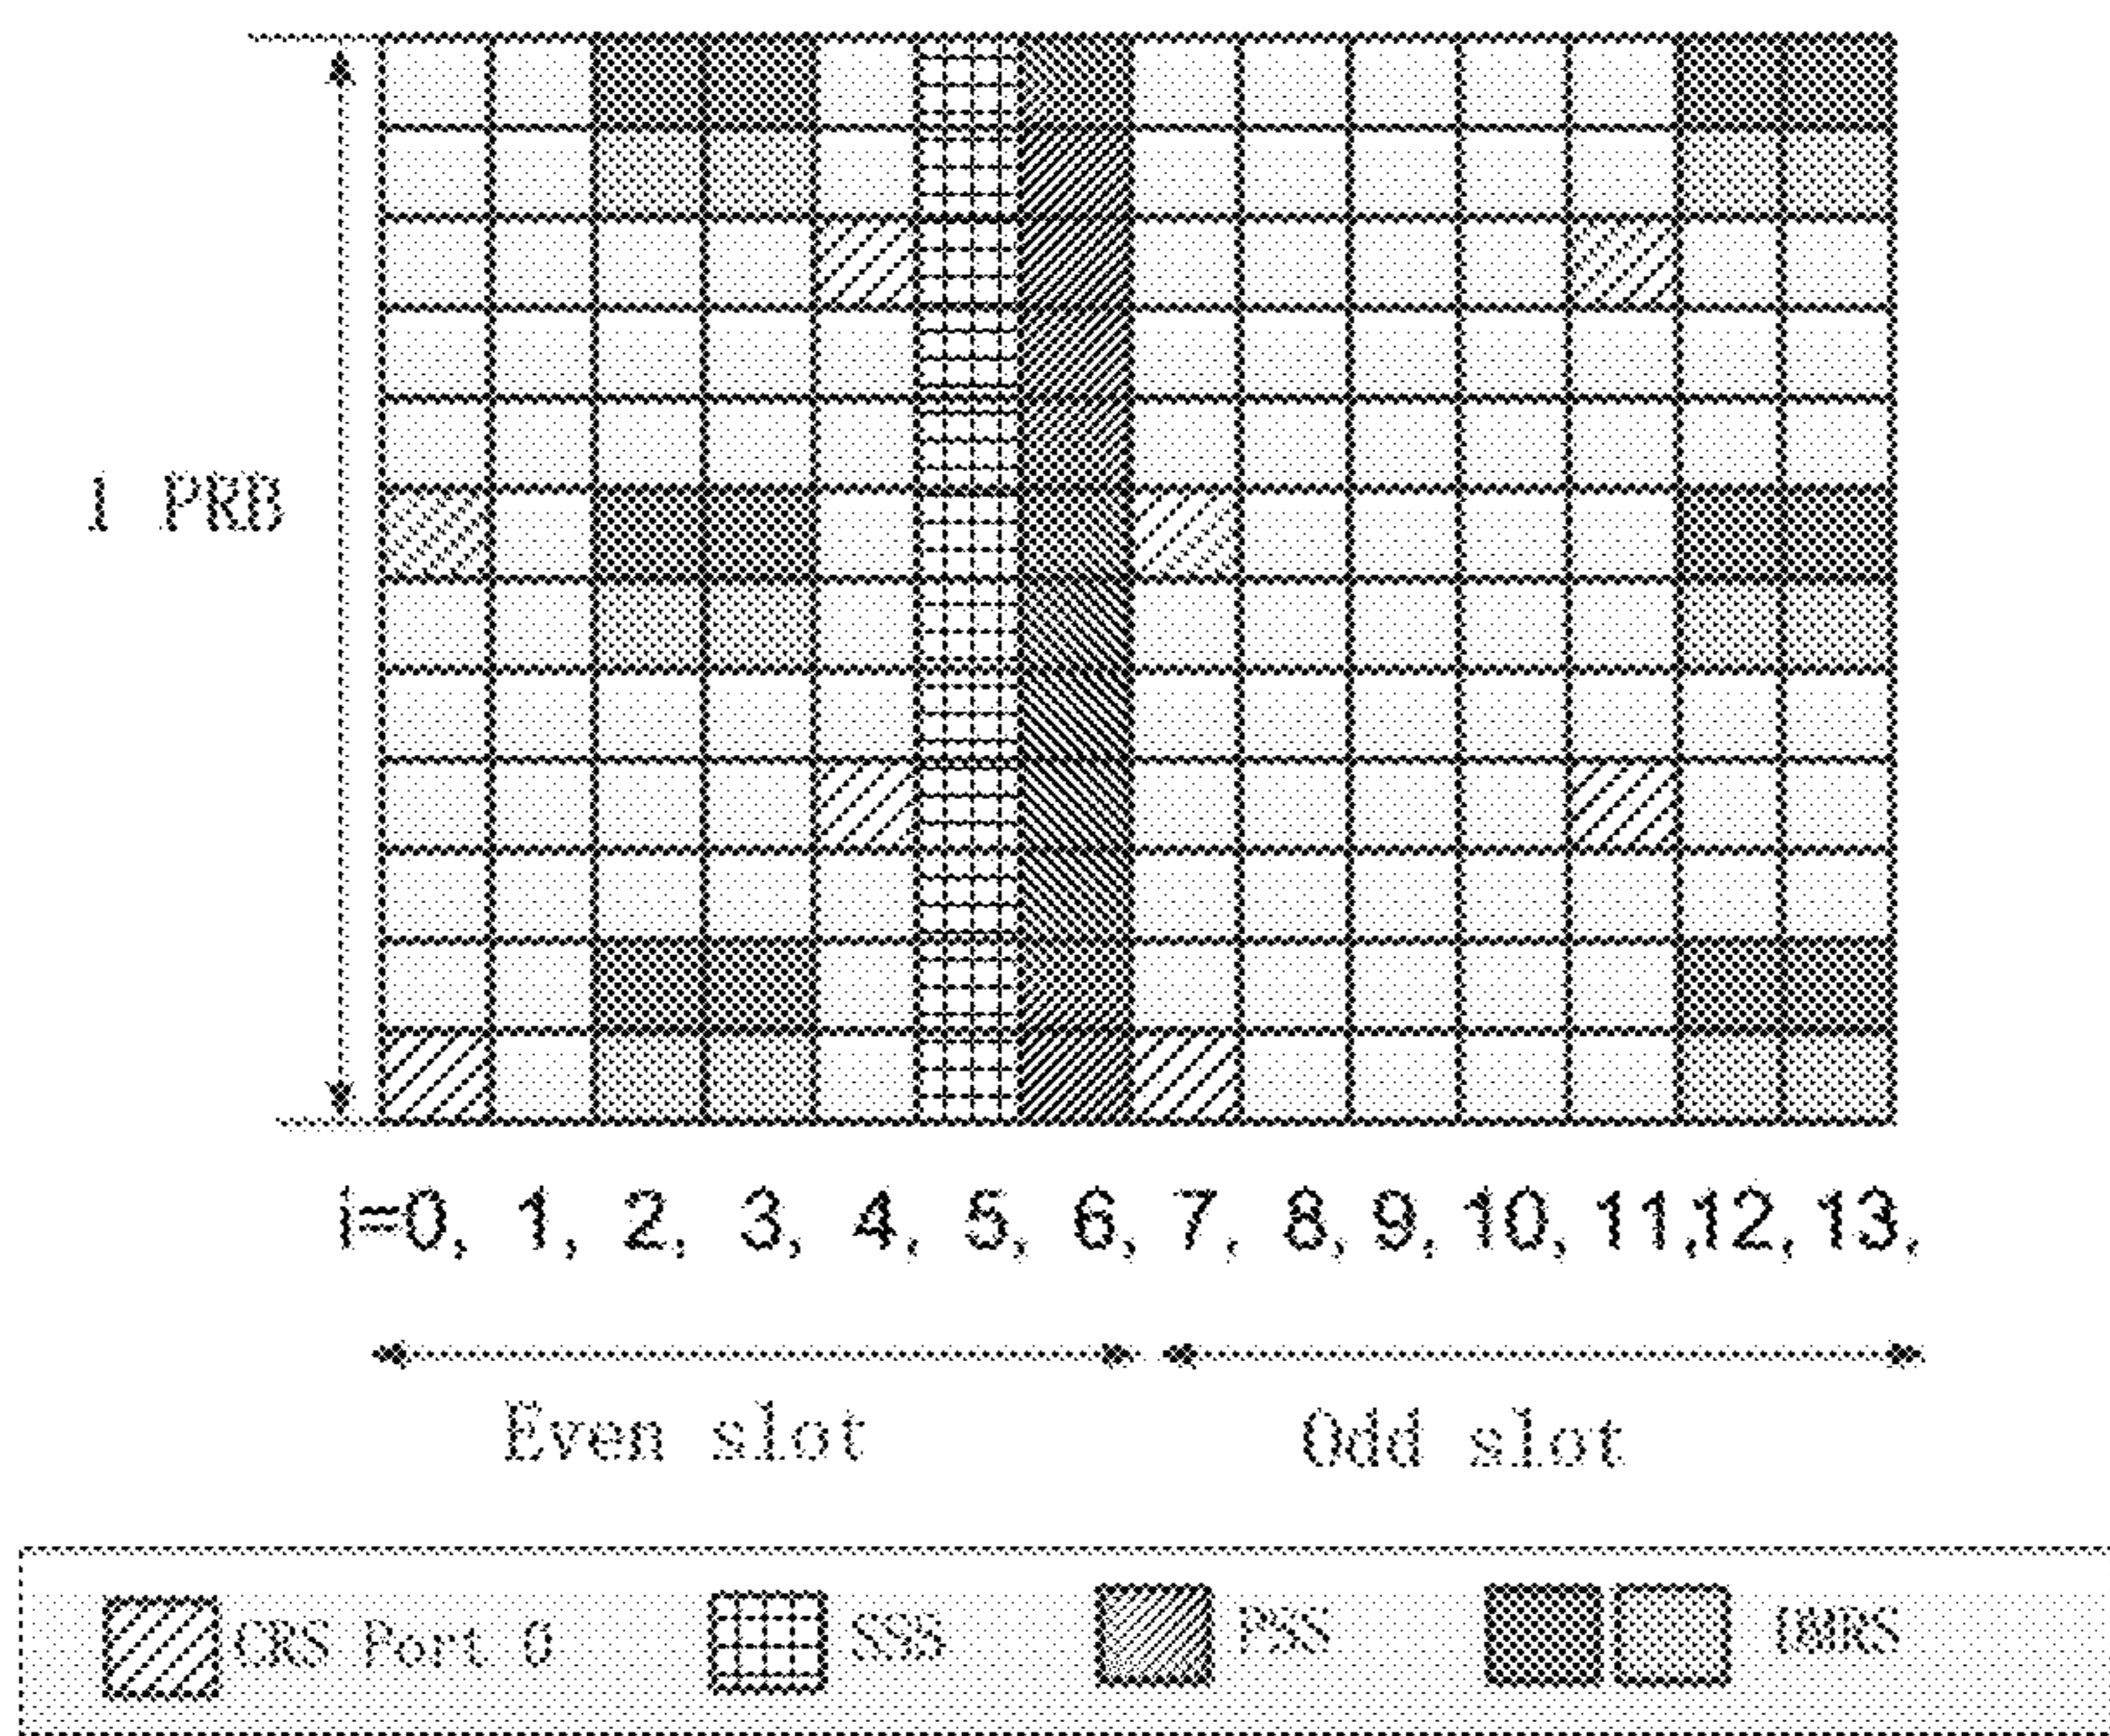 1 PRB
i=0, 1, 2, 3, 4, 5, 6, 7, 8, 9, 10, 11,12, 13,
Even slot Odd slot
CRS Port 0 SSS PSS DMRS